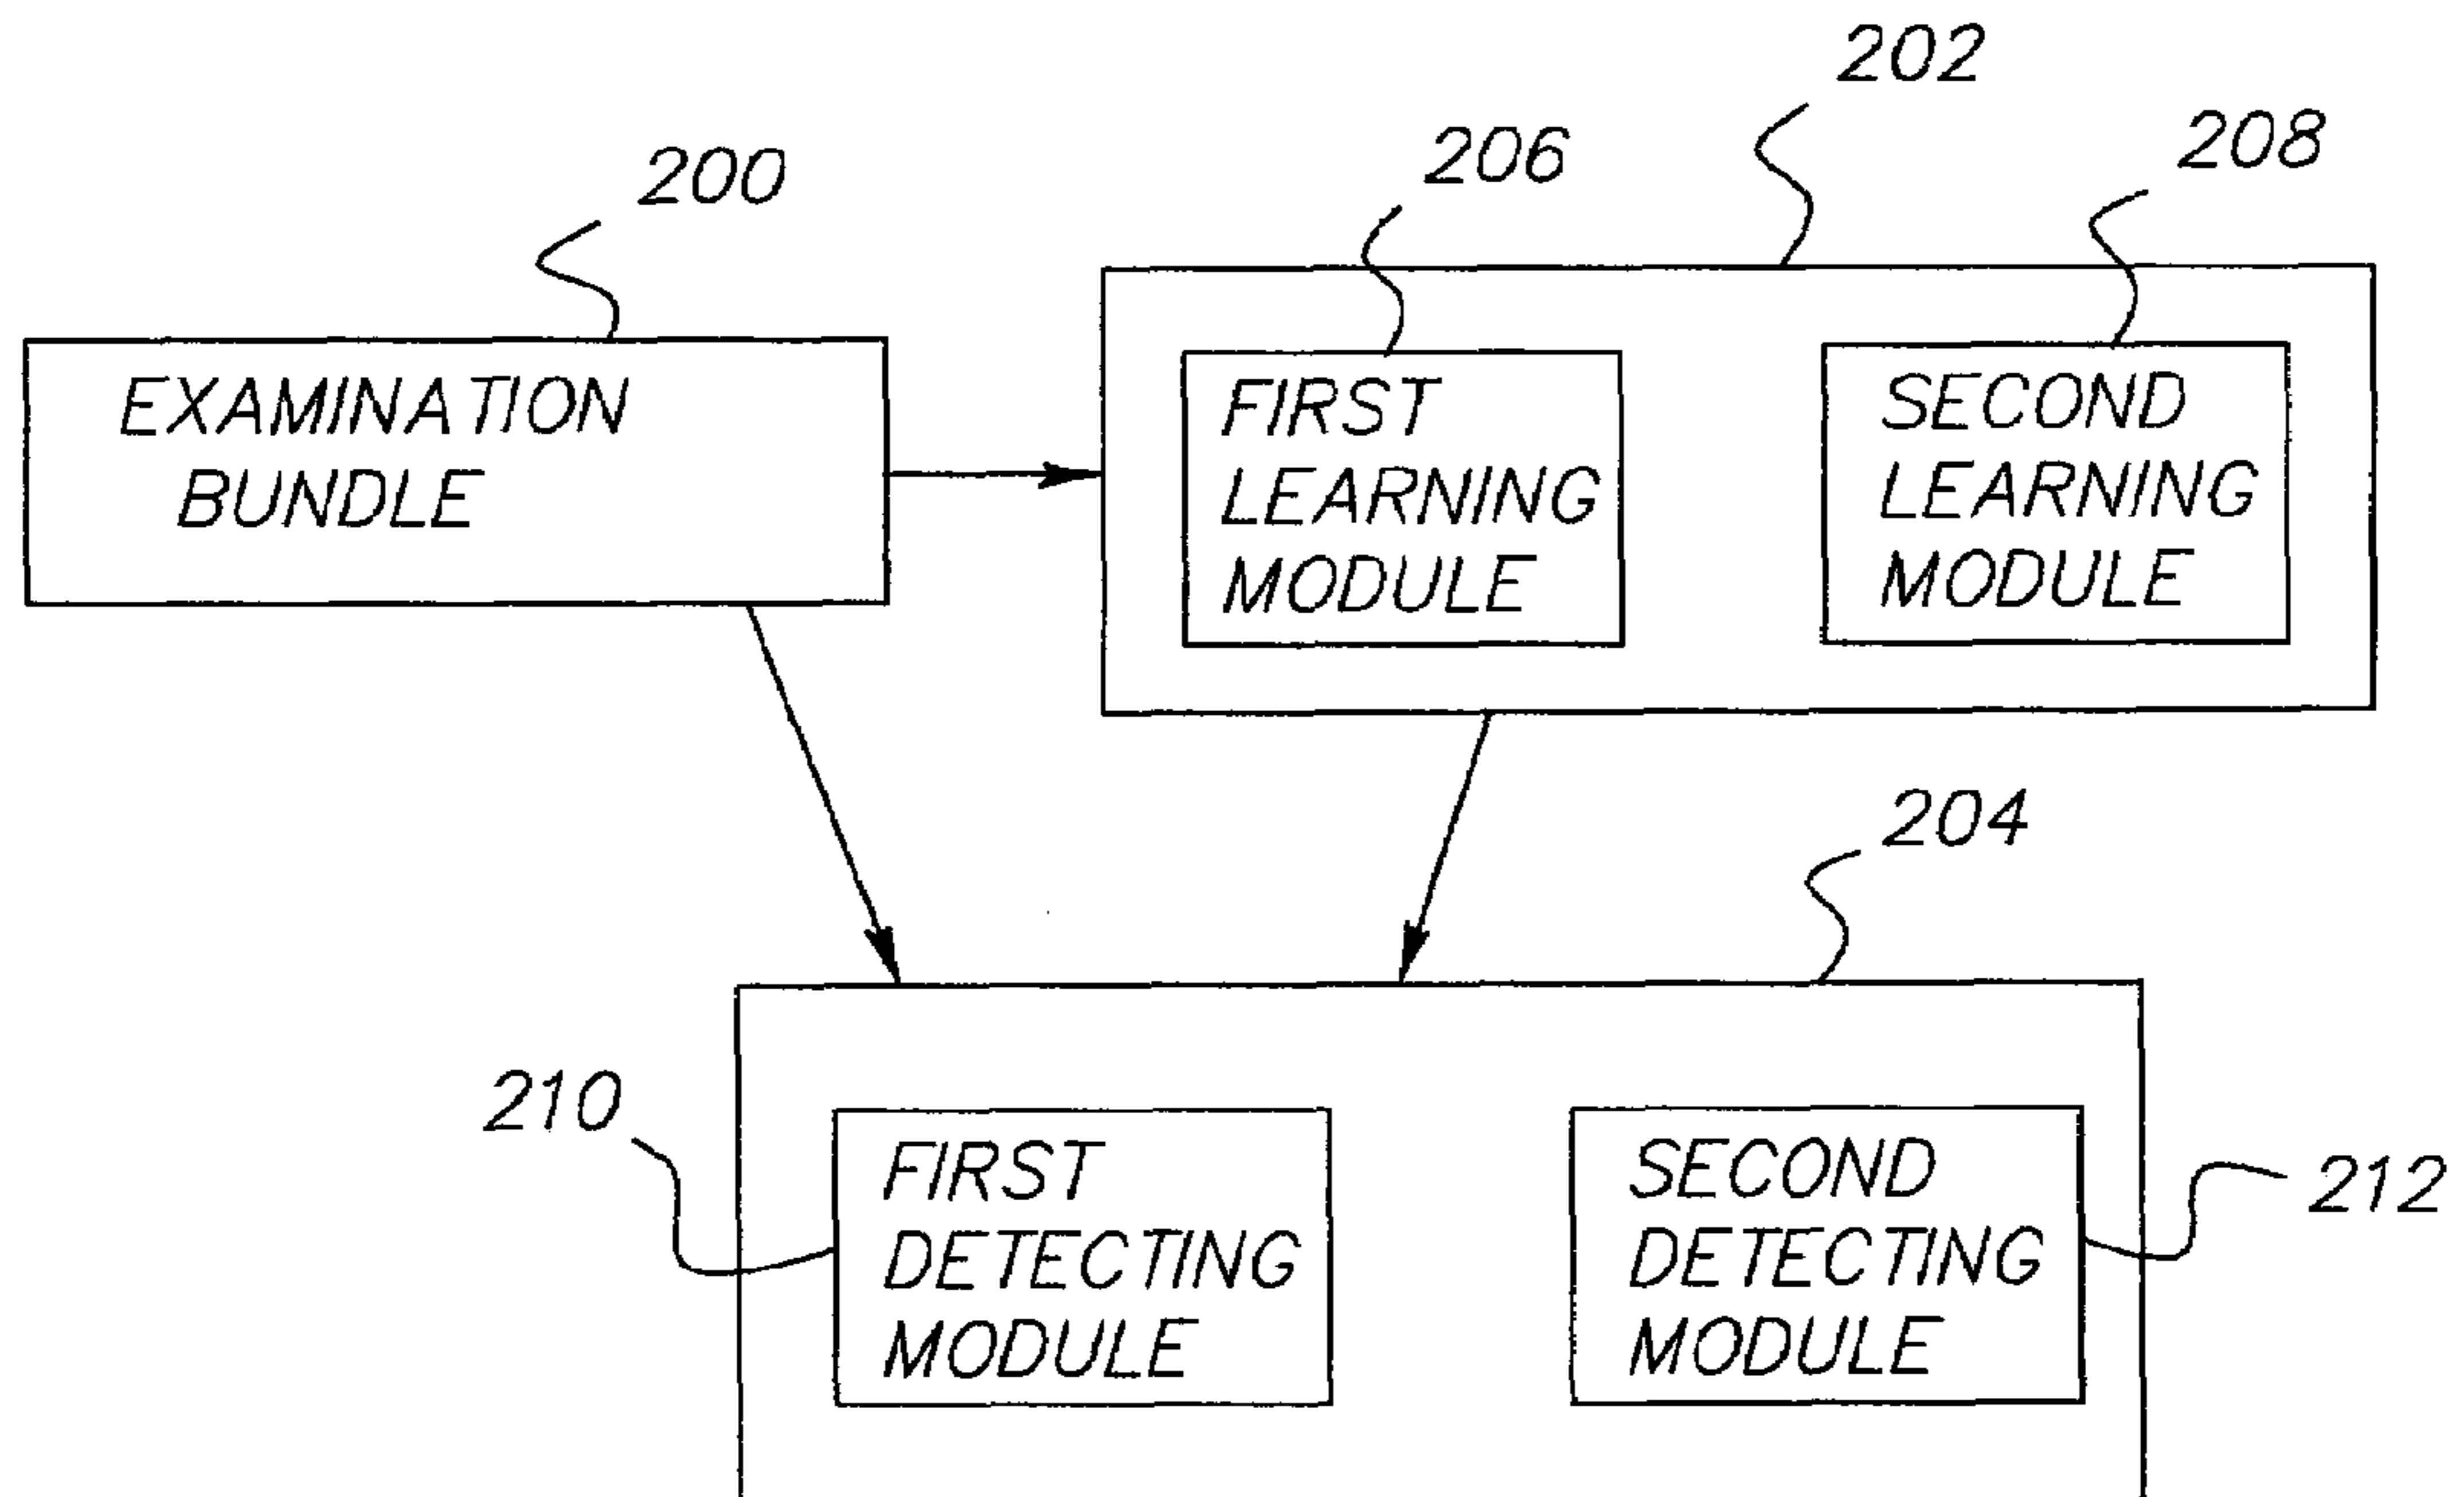 202
208
206
200
EXAMINATION
BUNDLE
FIRST
LEARNING
MODULE
SECOND
LEARNING
MODULE
204
210
FIRST
DETECTING
MODULE
SECOND
DETECTING
MODULE
212